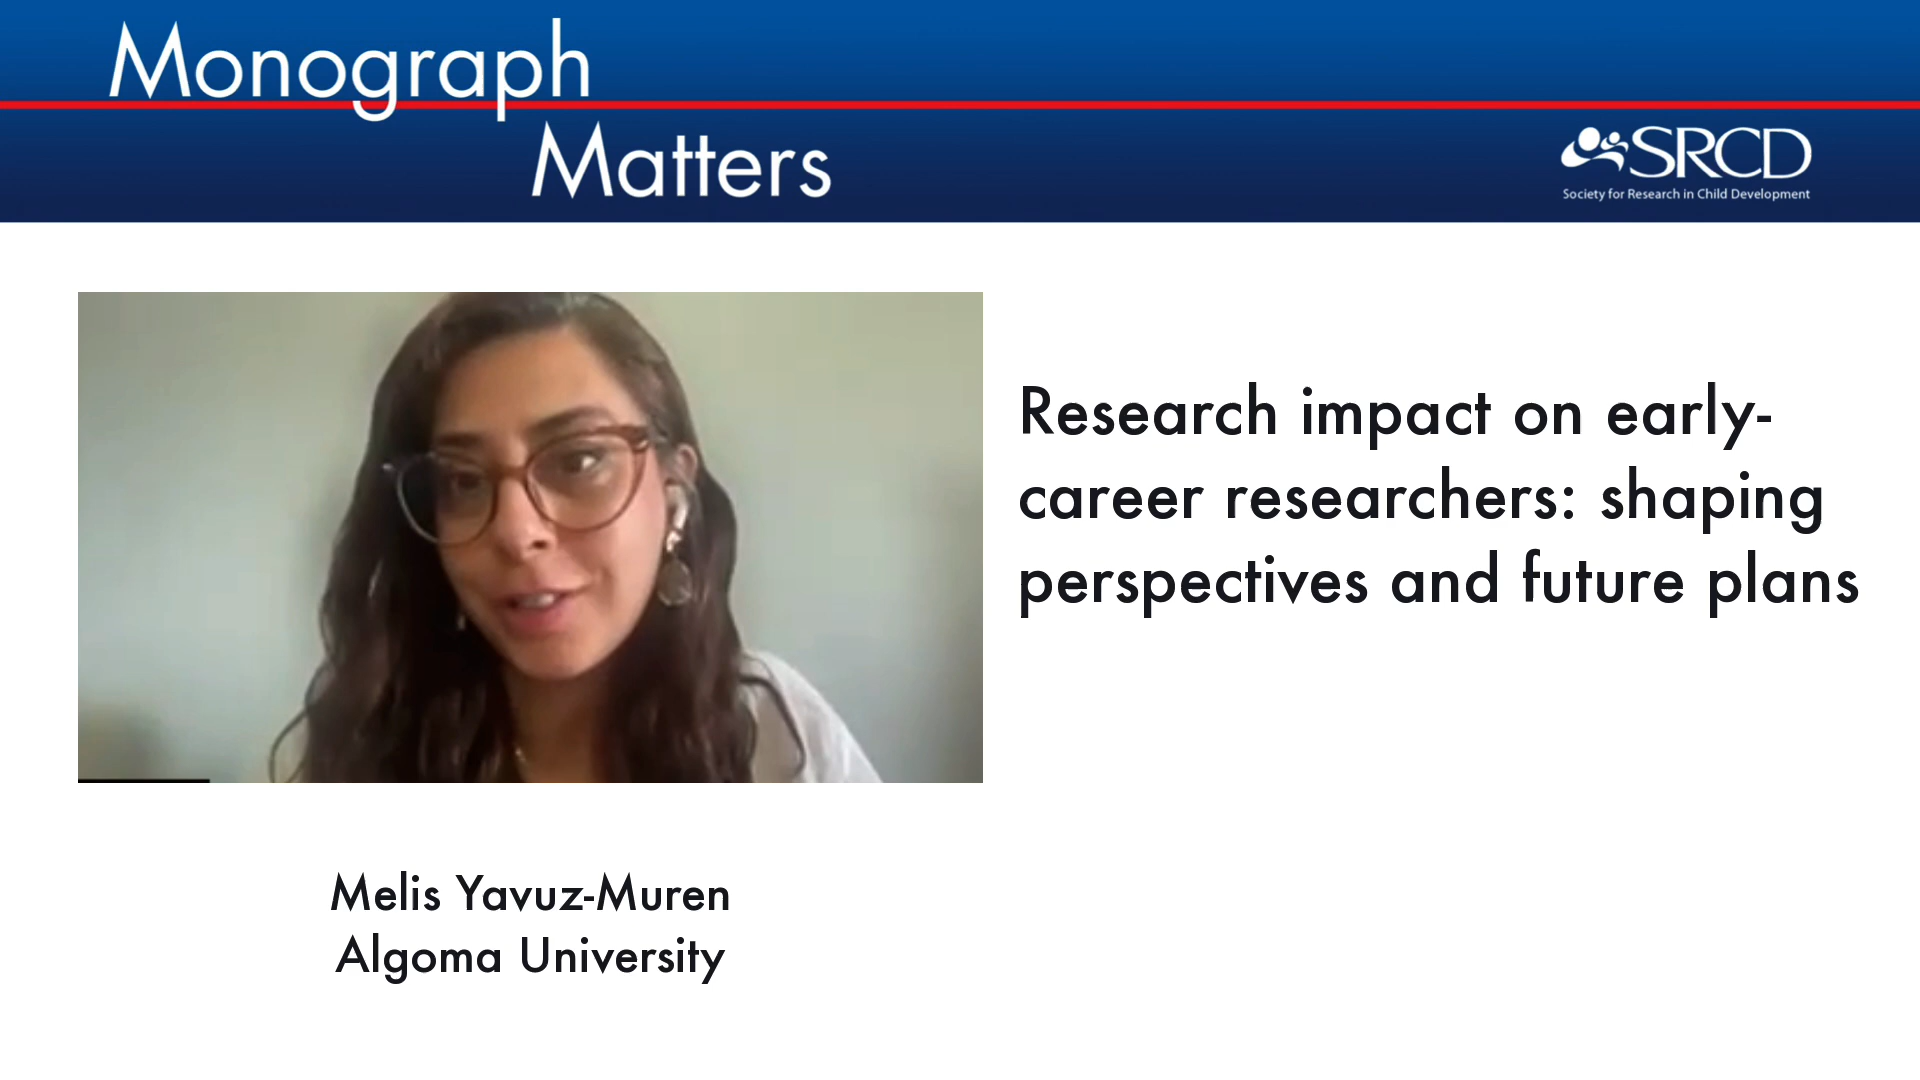 Monograph
Matters
SRCD
Society for Research in Child Development
Research impact on early-
career researchers: shaping
perspectives and future plans
Melis Yavuz-Muren
Algoma University